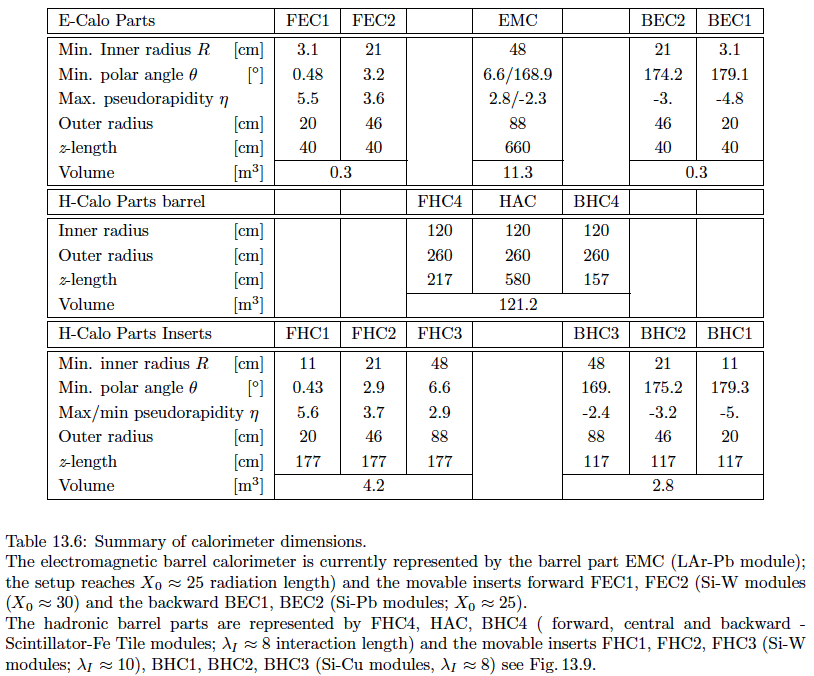 E-Calo Parts FEC1 FEC2 EMC BEC2 BEC1
Min. Inner radius R [cm] 3.1 21 48 21 3.1
Min. polar angle θ [°] 0.48 3.2 6.6/168.9 174.2 179.1
Max. pseudorapidity η 5.5 3.6 2.8/-2.3 -3. -4.8
Outer radius [cm] 20 46 88 46 20
z-length [cm] 40 40 660 40 40
Volume [m³] 0.3 11.3 0.3
H-Calo Parts barrel FHC4 HAC BHC4
Inner radius [cm] 120 120 120
Outer radius [cm] 260 260 260
z-length [cm] 217 580 157
Volume [m³] 121.2
H-Calo Parts Inserts FHC1 FHC2 FHC3 BHC3 BHC2 BHC1
Min. inner radius R [cm] 11 21 48 48 21 11
Min. polar angle θ [°] 0.43 2.9 6.6 169. 175.2 179.3
Max/min pseudorapidity η 5.6 3.7 2.9 -2.4 -3.2 -5.
Outer radius [cm] 20 46 88 88 46 20
z-length [cm] 177 177 177 117 117 117
Volume [m³] 4.2 2.8
Table 13.6: Summary of calorimeter dimensions.
The electromagnetic barrel calorimeter is currently represented by the barrel part EMC (LAr-Pb module);
the setup reaches X₀ ≈ 25 radiation length) and the movable inserts forward FEC1, FEC2 (Si-W modules
(X₀ ≈ 30) and the backward BEC1, BEC2 (Si-Pb modules; X₀ ≈ 25).
The hadronic barrel parts are represented by FHC4, HAC, BHC4 ( forward, central and backward -
Scintillator-Fe Tile modules; λ_I ≈ 8 interaction length) and the movable inserts FHC1, FHC2, FHC3 (Si-W
modules; λ_I ≈ 10), BHC1, BHC2, BHC3 (Si-Cu modules, λ_I ≈ 8) see Fig. 13.9.